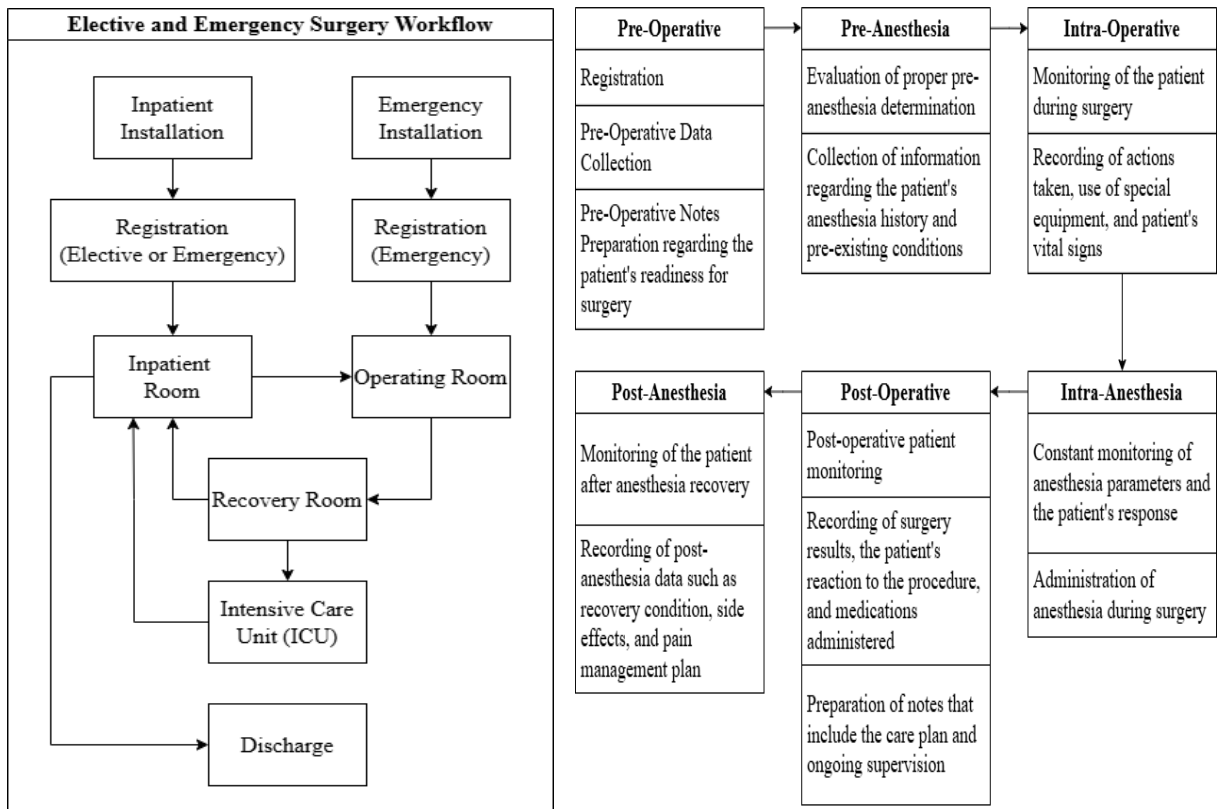 Elective and Emergency Surgery Workflow
Inpatient
Installation
Emergency
Installation
Registration
(Elective or Emergency)
Registration
(Emergency)
Inpatient
Room
Operating Room
Recovery Room
Intensive Care
Unit (ICU)
Discharge
Pre-Operative
Registration
Pre-Operative Data
Collection
Pre-Operative Notes
Preparation regarding the
patient's readiness for
surgery
Pre-Anesthesia
Evaluation of proper pre-
anesthesia determination
Collection of information
regarding the patient's
anesthesia history and
pre-existing conditions
Intra-Operative
Monitoring of the patient
during surgery
Recording of actions
taken, use of special
equipment, and patient's
vital signs
Post-Anesthesia
Monitoring of the patient
after anesthesia recovery
Recording of post-
anesthesia data such as
recovery condition, side
effects, and pain
management plan
Post-Operative
Post-operative patient
monitoring
Recording of surgery
results, the patient's
reaction to the procedure,
and medications
administered
Preparation of notes that
include the care plan and
ongoing supervision
Intra-Anesthesia
Constant monitoring of
anesthesia parameters and
the patient's response
Administration of
anesthesia during surgery